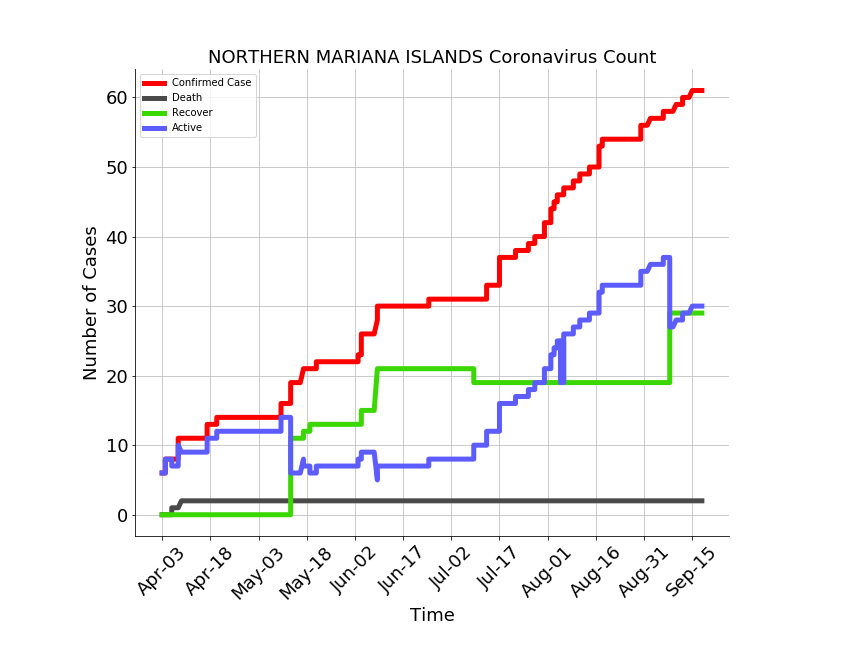 NORTHERN MARIANA ISLANDS Coronavirus Count
Confirmed Case
Death
Recover
Active
60
50
40
30
20
10
0
Number of Cases
Apr-03
Apr-18
May-03
May-18
Jun-02
Jun-17
Jul-02
Jul-17
Aug-01
Aug-16
Aug-31
Sep-15
Time